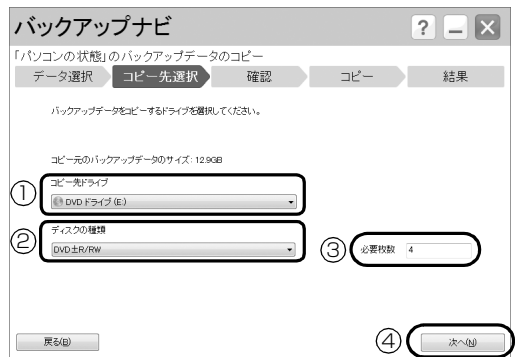 バックアップナビ
? – ×
「パソコンの状態」のバックアップデータのコピー
データ選択 コピー先選択 確認 コピー 結果
バックアップデータをコピーするドライブを選択してください。
コピー元のバックアップデータのサイズ: 12.9GB
① コピー先ドライブ
DVD ドライブ (E:)
② ディスクの種類
DVD±R/RW
③ 必要枚数 4
戻る(B)
④ 次へ(N)